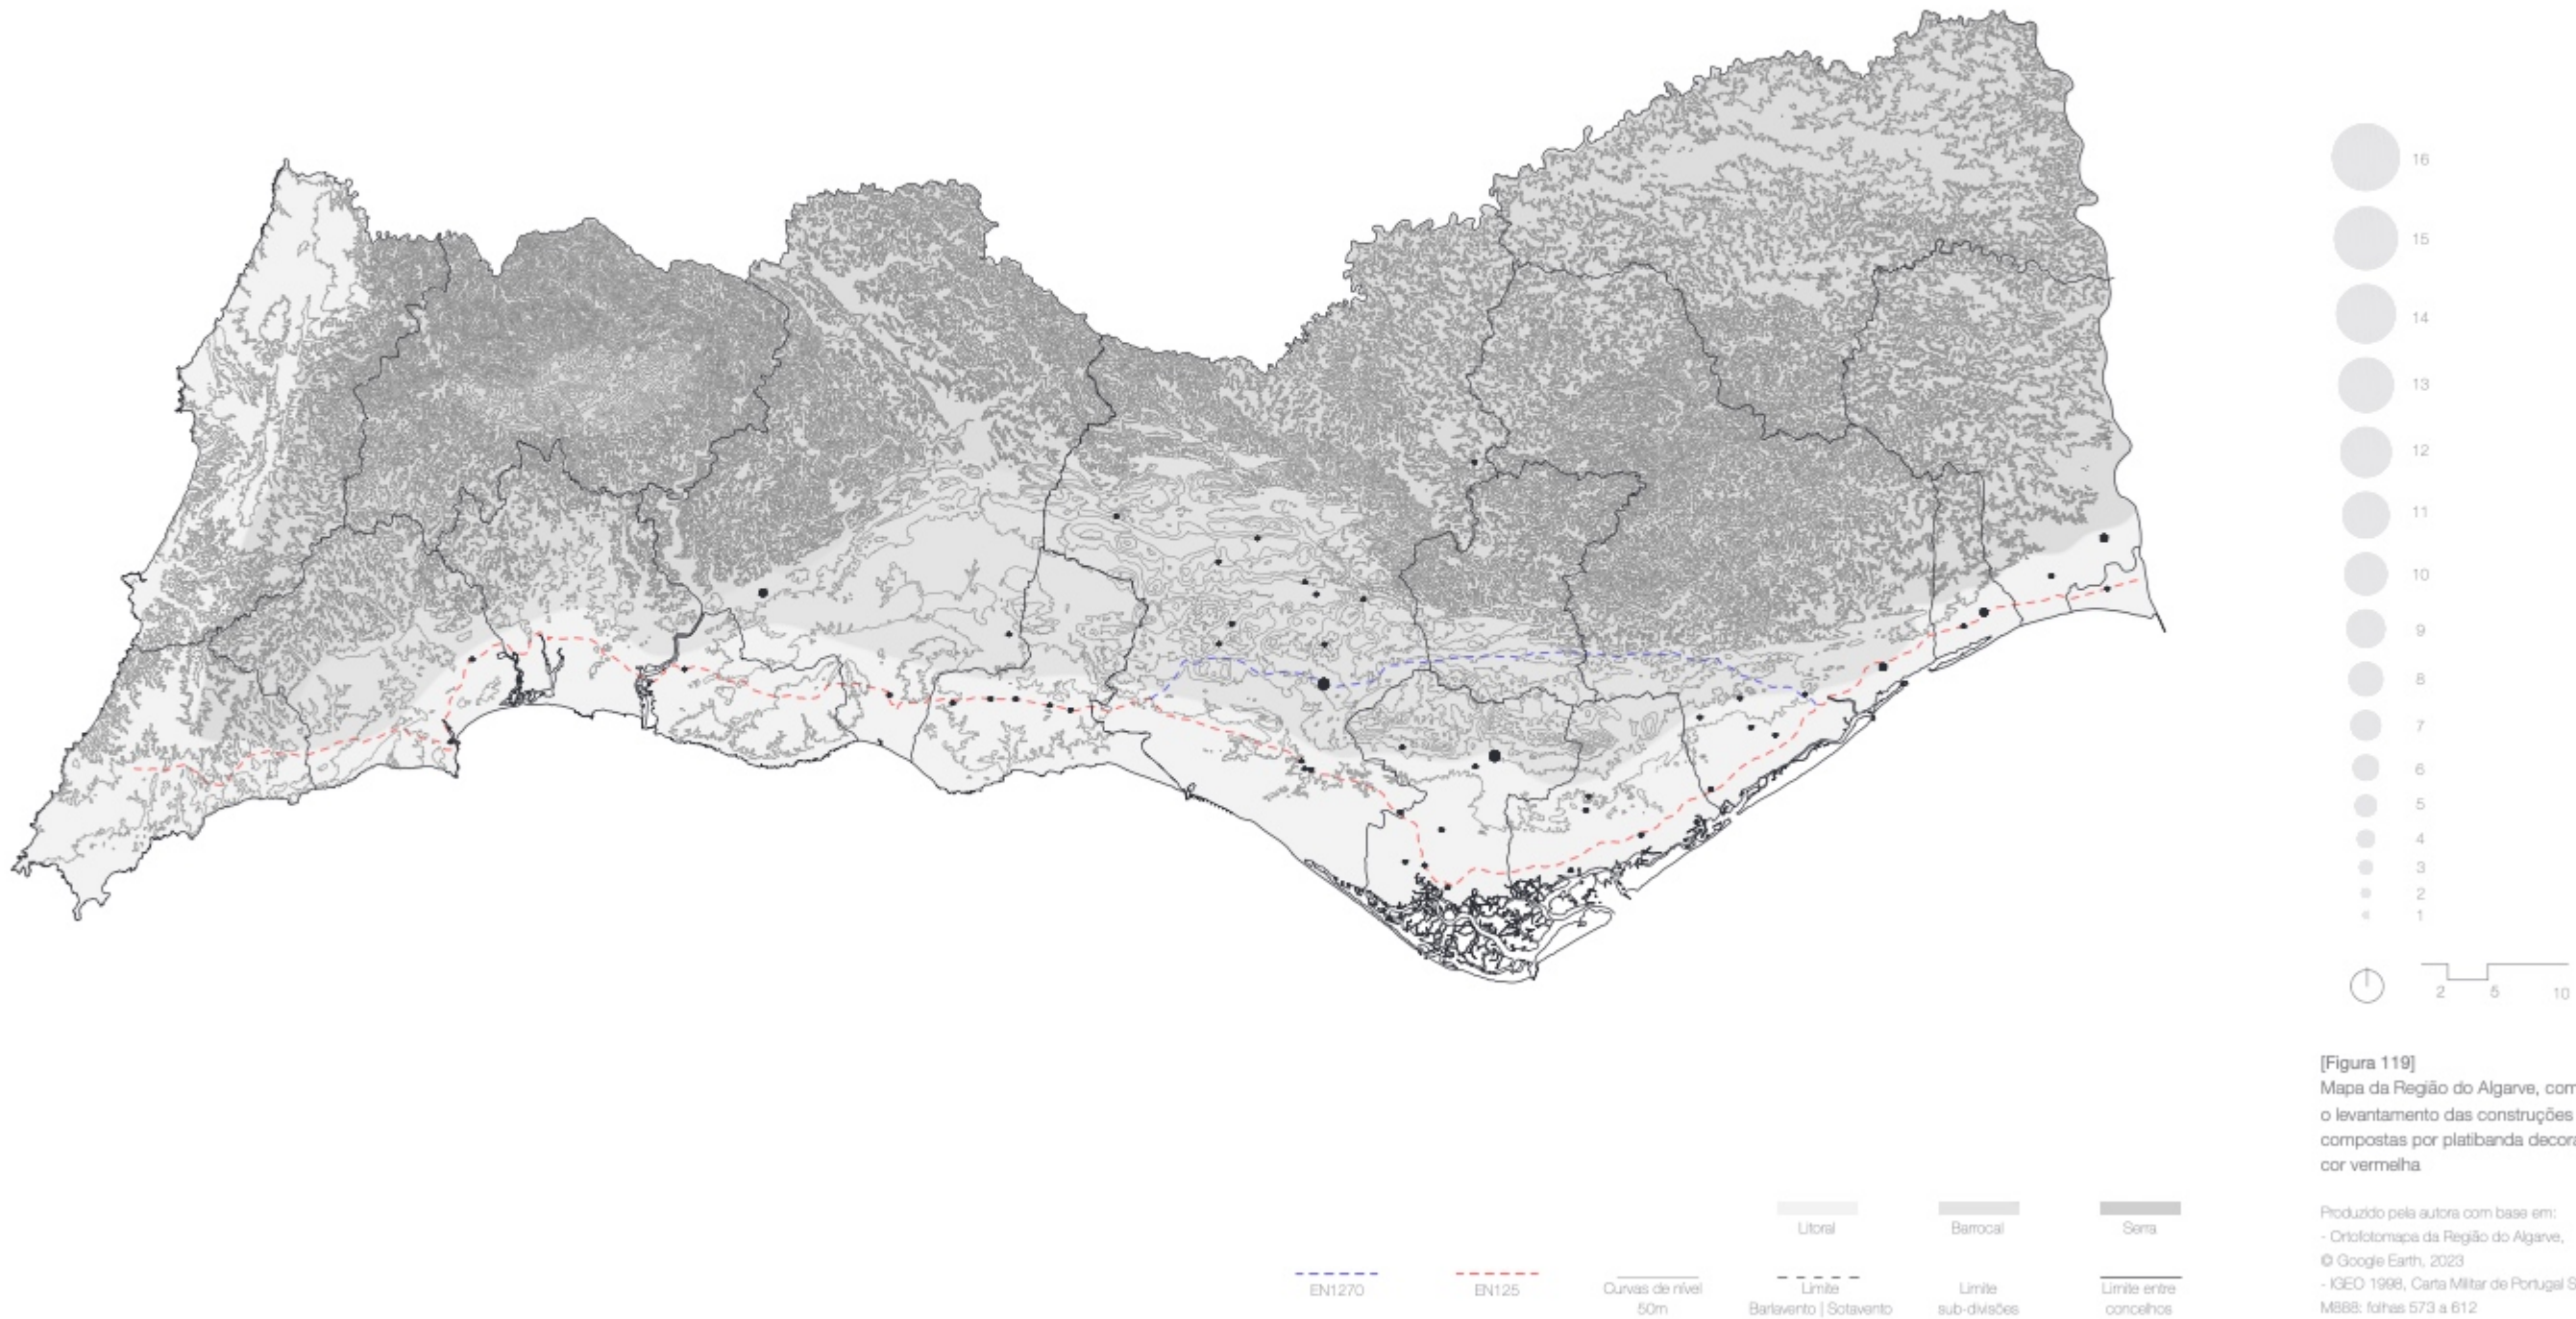 16
15
14
13
12
11
10
9
8
7
6
5
4
3
2
1
2 5 10
[Figura 119]
Mapa da Região do Algarve, com
o levantamento das construções
compostas por platibanda decora
cor vermelha
Produzido pela autora com base em:
- Ortofotomapa da Região do Algarve,
© Google Earth, 2023
- IGEO 1998, Carta Militar de Portugal S
M888: folhas 573 a 612
Litoral Barrocal Serra
EN1270 EN125 Curvas de nível Limite Limite Limite entre
50m Barlavento | Sotavento sub-divisões concelhos